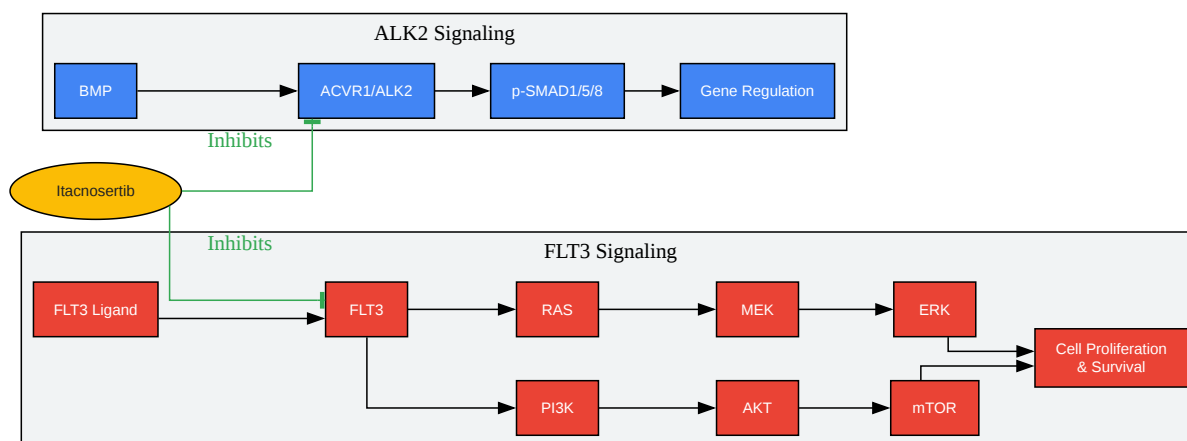 ALK2 Signaling
BMP
ACVR1/ALK2
p-SMAD1/5/8
Gene Regulation
Inhibits
Itacnosertib
Inhibits
FLT3 Signaling
FLT3 Ligand
FLT3
RAS
MEK
ERK
Cell Proliferation
& Survival
PI3K
AKT
mTOR